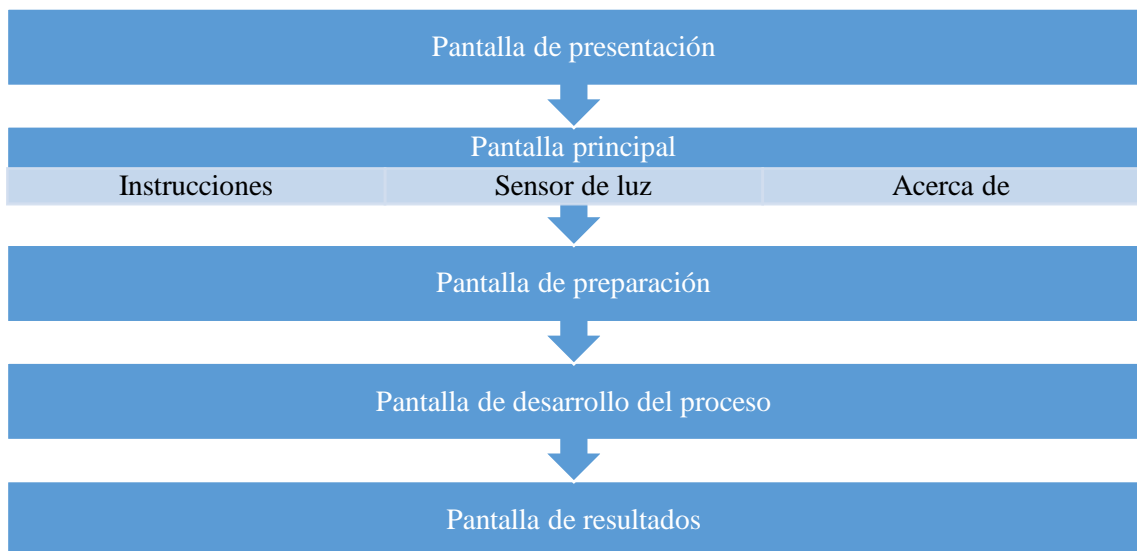 Pantalla de presentación
Pantalla principal
Instrucciones Sensor de luz Acerca de
Pantalla de preparación
Pantalla de desarrollo del proceso
Pantalla de resultados